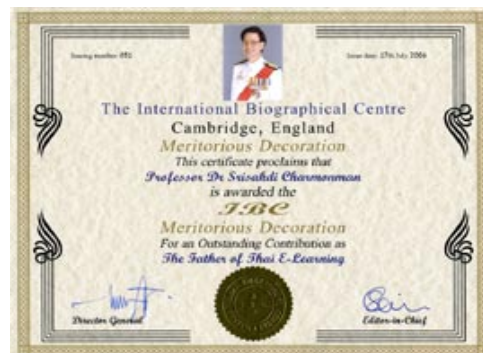 Issuing number 052
Issue date 17th July 2006
The International Biographical Centre
Cambridge, England
Meritorious Decoration
This certificate proclaims that
Professor Dr Srisakdi Charmonman
is awarded the
IBC
Meritorious Decoration
For an Outstanding Contribution as
The Father of Thai E-Learning
Director General
Editor-in-Chief